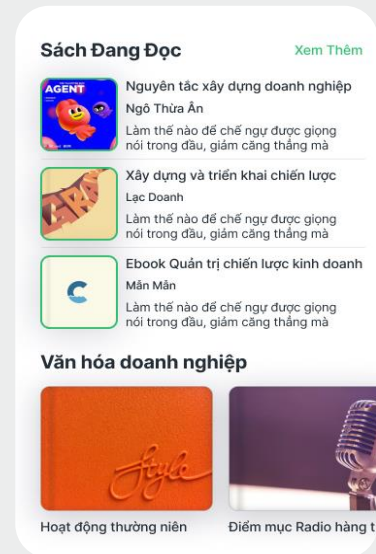 Sách Đang Đọc
Xem Thêm
AGENT
Nguyên tắc xây dựng doanh nghiệp
Ngô Thừa Ân
Làm thế nào để chế ngự được giọng
nói trong đầu, giảm căng thẳng mà
Xây dựng và triển khai chiến lược
Lạc Doanh
Làm thế nào để chế ngự được giọng
nói trong đầu, giảm căng thẳng mà
Ebook Quản trị chiến lược kinh doanh
Mẫn Mẫn
Làm thế nào để chế ngự được giọng
nói trong đầu, giảm căng thẳng mà
Văn hóa doanh nghiệp
Style
Hoạt động thường niên
Điểm mục Radio hàng t